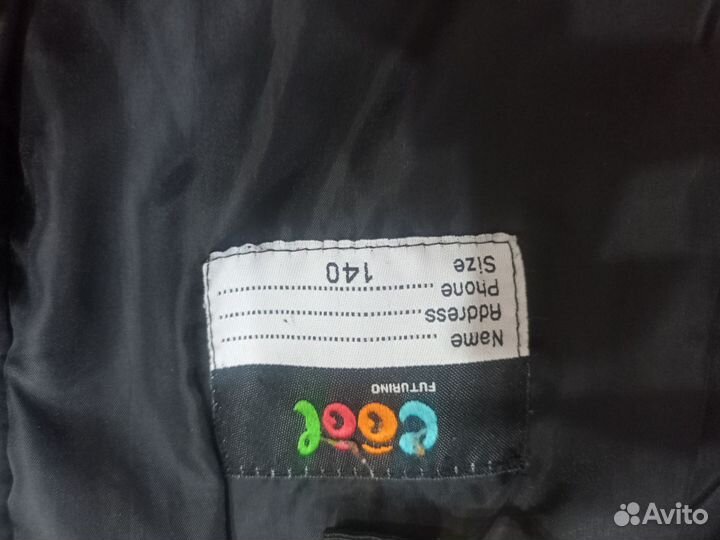 cool
FUTURINO
Name
Address
Phone
Size 140
Avito